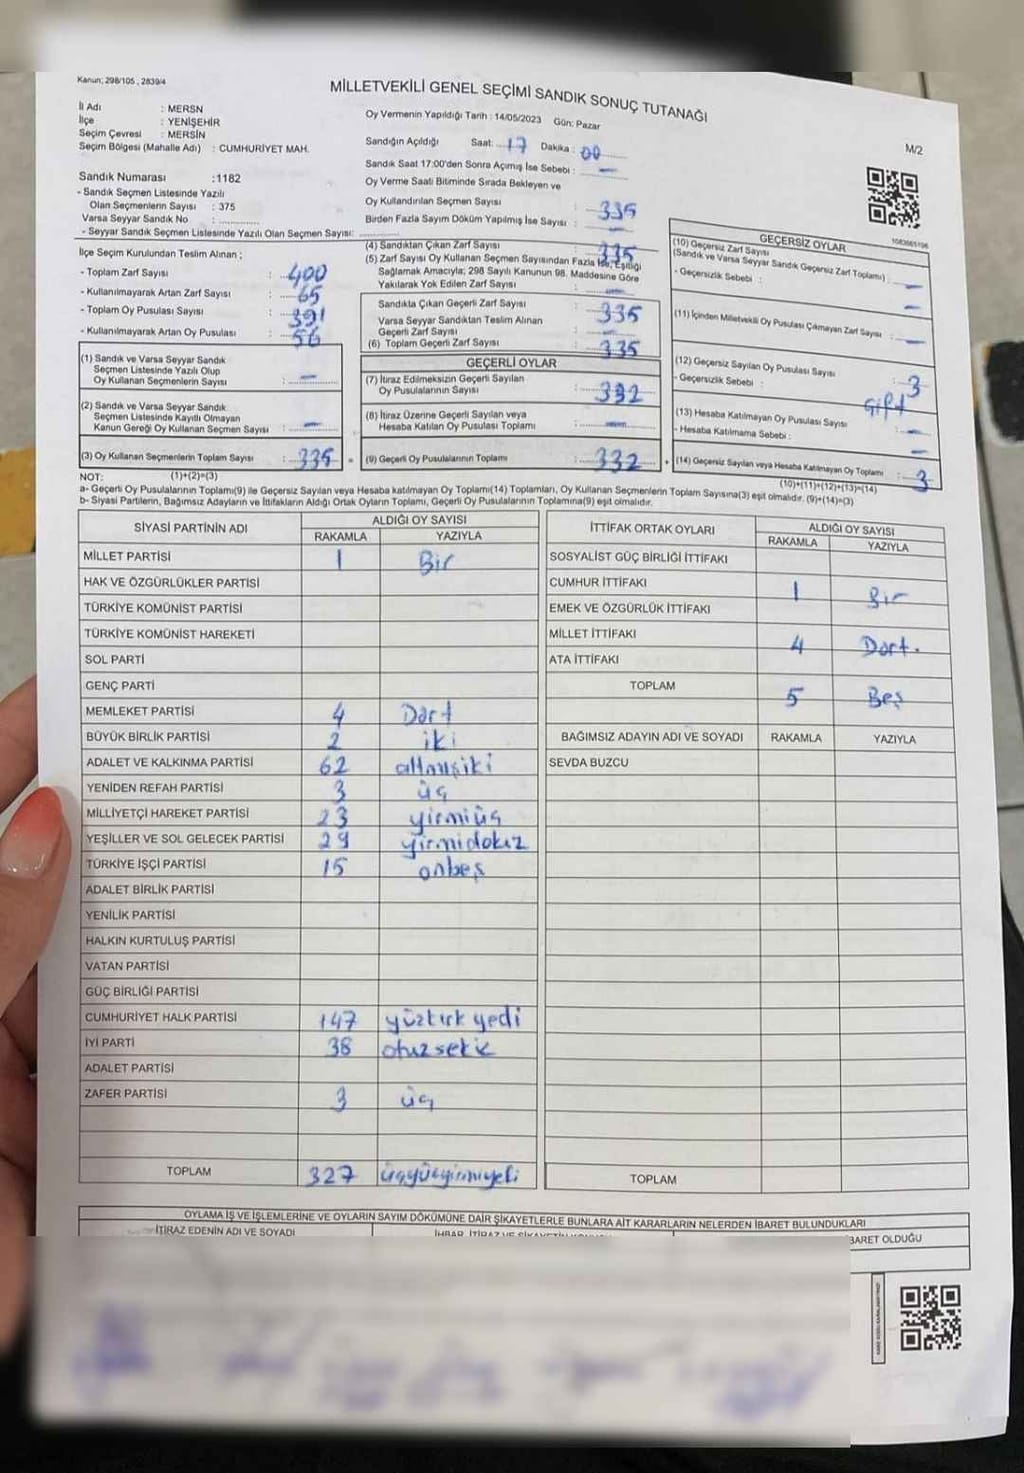 Kanun; 298/105 ; 2839/4
MİLLETVEKİLİ GENEL SEÇİMİ SANDIK SONUÇ TUTANAĞI
M/2
İl Adı : MERSN
İlçe : YENİŞEHİR
Seçim Çevresi : MERSİN
Seçim Bölgesi (Mahalle Adı) : CUMHURİYET MAH.
Sandık Numarası :1182
- Sandık Seçmen Listesinde Yazılı
Olan Seçmenlerin Sayısı : 375
Varsa Seyyar Sandık No :
- Seyyar Sandık Seçmen Listesinde Yazılı Olan Seçmen Sayısı:
Oy Vermenin Yapıldığı Tarih : 14/05/2023 Gün: Pazar
Sandığın Açıldığı Saat: 17 Dakika : 00
Sandık Saat 17:00'den Sonra Açımış İse Sebebi : —
Oy Verme Saati Bitiminde Sırada Bekleyen ve
Oy Kullandırılan Seçmen Sayısı : 335
Birden Fazla Sayım Döküm Yapılmış İse Sayısı : —
İlçe Seçim Kurulundan Teslim Alınan ;
- Toplam Zarf Sayısı : 400
- Kullanılmayarak Artan Zarf Sayısı : 65
- Toplam Oy Pusulası Sayısı : 391
- Kullanılmayarak Artan Oy Pusulası : 56
(4) Sandıktan Çıkan Zarf Sayısı : 335
(5) Zarf Sayısı Oy Kullanan Seçmen Sayısından Fazla İse, Eşitliği
Sağlamak Amacıyla; 298 Sayılı Kanunun 98. Maddesine Göre
Yakılarak Yok Edilen Zarf Sayısı : —
Sandıkta Çıkan Geçerli Zarf Sayısı : 335
Varsa Seyyar Sandıktan Teslim Alınan
Geçerli Zarf Sayısı : —
(6) Toplam Geçerli Zarf Sayısı : 335
1083665196
GEÇERSİZ OYLAR
(10) Geçersiz Zarf Sayısı
(Sandık ve Varsa Seyyar Sandık Geçersiz Zarf Toplamı) : —
- Geçersizlik Sebebi : —
(11) İçinden Milletvekili Oy Pusulası Çıkmayan Zarf Sayısı : —
(12) Geçersiz Sayılan Oy Pusulası Sayısı : 3
- Geçersizlik Sebebi : Gift
(13) Hesaba Katılmayan Oy Pusulası Sayısı : —
- Hesaba Katılmama Sebebi : —
(14) Geçersiz Sayılan veya Hesaba Katılmayan Oy Toplamı : 3
(10)+(11)+(12)+(13)=(14)
(1) Sandık ve Varsa Seyyar Sandık
Seçmen Listesinde Yazılı Olup
Oy Kullanan Seçmenlerin Sayısı : —
(2) Sandık ve Varsa Seyyar Sandık
Seçmen Listesinde Kayıtlı Olmayan
Kanun Gereği Oy Kullanan Seçmen Sayısı : —
(3) Oy Kullanan Seçmenlerin Toplam Sayısı : 335 =
GEÇERLİ OYLAR
(7) İtiraz Edilmeksizin Geçerli Sayılan
Oy Pusulalarının Sayısı : 332
(8) İtiraz Üzerine Geçerli Sayılan veya
Hesaba Katılan Oy Pusulası Toplamı : —
(9) Geçerli Oy Pusulalarının Toplamı : 332 +
NOT: (1)+(2)=(3)
a- Geçerli Oy Pusulalarının Toplamı(9) ile Geçersiz Sayılan veya Hesaba katılmayan Oy Toplamı(14) Toplamları, Oy Kullanan Seçmenlerin Toplam Sayısına(3) eşit olmalıdır. (9)+(14)=(3)
b- Siyasi Partilerin, Bağımsız Adayların ve İttifakların Aldığı Ortak Oyların Toplamı, Geçerli Oy Pusulalarının Toplamına(9) eşit olmalıdır.
SİYASİ PARTİNİN ADI ALDIĞI OY SAYISI
RAKAMLA YAZIYLA
MİLLET PARTİSİ 1 Bir
HAK VE ÖZGÜRLÜKLER PARTİSİ
TÜRKİYE KOMÜNİST PARTİSİ
TÜRKİYE KOMÜNİST HAREKETİ
SOL PARTİ
GENÇ PARTİ
MEMLEKET PARTİSİ 4 Dört
BÜYÜK BİRLİK PARTİSİ 2 iki
ADALET VE KALKINMA PARTİSİ 62 altmışiki
YENİDEN REFAH PARTİSİ 3 üç
MİLLİYETÇİ HAREKET PARTİSİ 23 yirmiüç
YEŞİLLER VE SOL GELECEK PARTİSİ 29 yirmidokuz
TÜRKİYE İŞÇİ PARTİSİ 15 onbeş
ADALET BİRLİK PARTİSİ
YENİLİK PARTİSİ
HALKIN KURTULUŞ PARTİSİ
VATAN PARTİSİ
GÜÇ BİRLİĞİ PARTİSİ
CUMHURİYET HALK PARTİSİ 147 yüzkırk yedi
İYİ PARTİ 38 otuzsekiz
ADALET PARTİSİ
ZAFER PARTİSİ 3 üç
TOPLAM 327 üçyüzyirmiyedi
İTTİFAK ORTAK OYLARI ALDIĞI OY SAYISI
RAKAMLA YAZIYLA
SOSYALİST GÜÇ BİRLİĞİ İTTİFAKI
CUMHUR İTTİFAKI 1 Bir
EMEK VE ÖZGÜRLÜK İTTİFAKI
MİLLET İTTİFAKI 4 Dört.
ATA İTTİFAKI
TOPLAM 5 Beş
BAĞIMSIZ ADAYIN ADI VE SOYADI RAKAMLA YAZIYLA
SEVDA BUZCU
TOPLAM
OYLAMA İŞ VE İŞLEMLERİNE VE OYLARIN SAYIM DÖKÜMÜNE DAİR ŞİKAYETLERLE BUNLARA AİT KARARLARIN NELERDEN İBARET BULUNDUKLARI
İTİRAZ EDENİN ADI VE SOYADI
BARET OLDUĞU